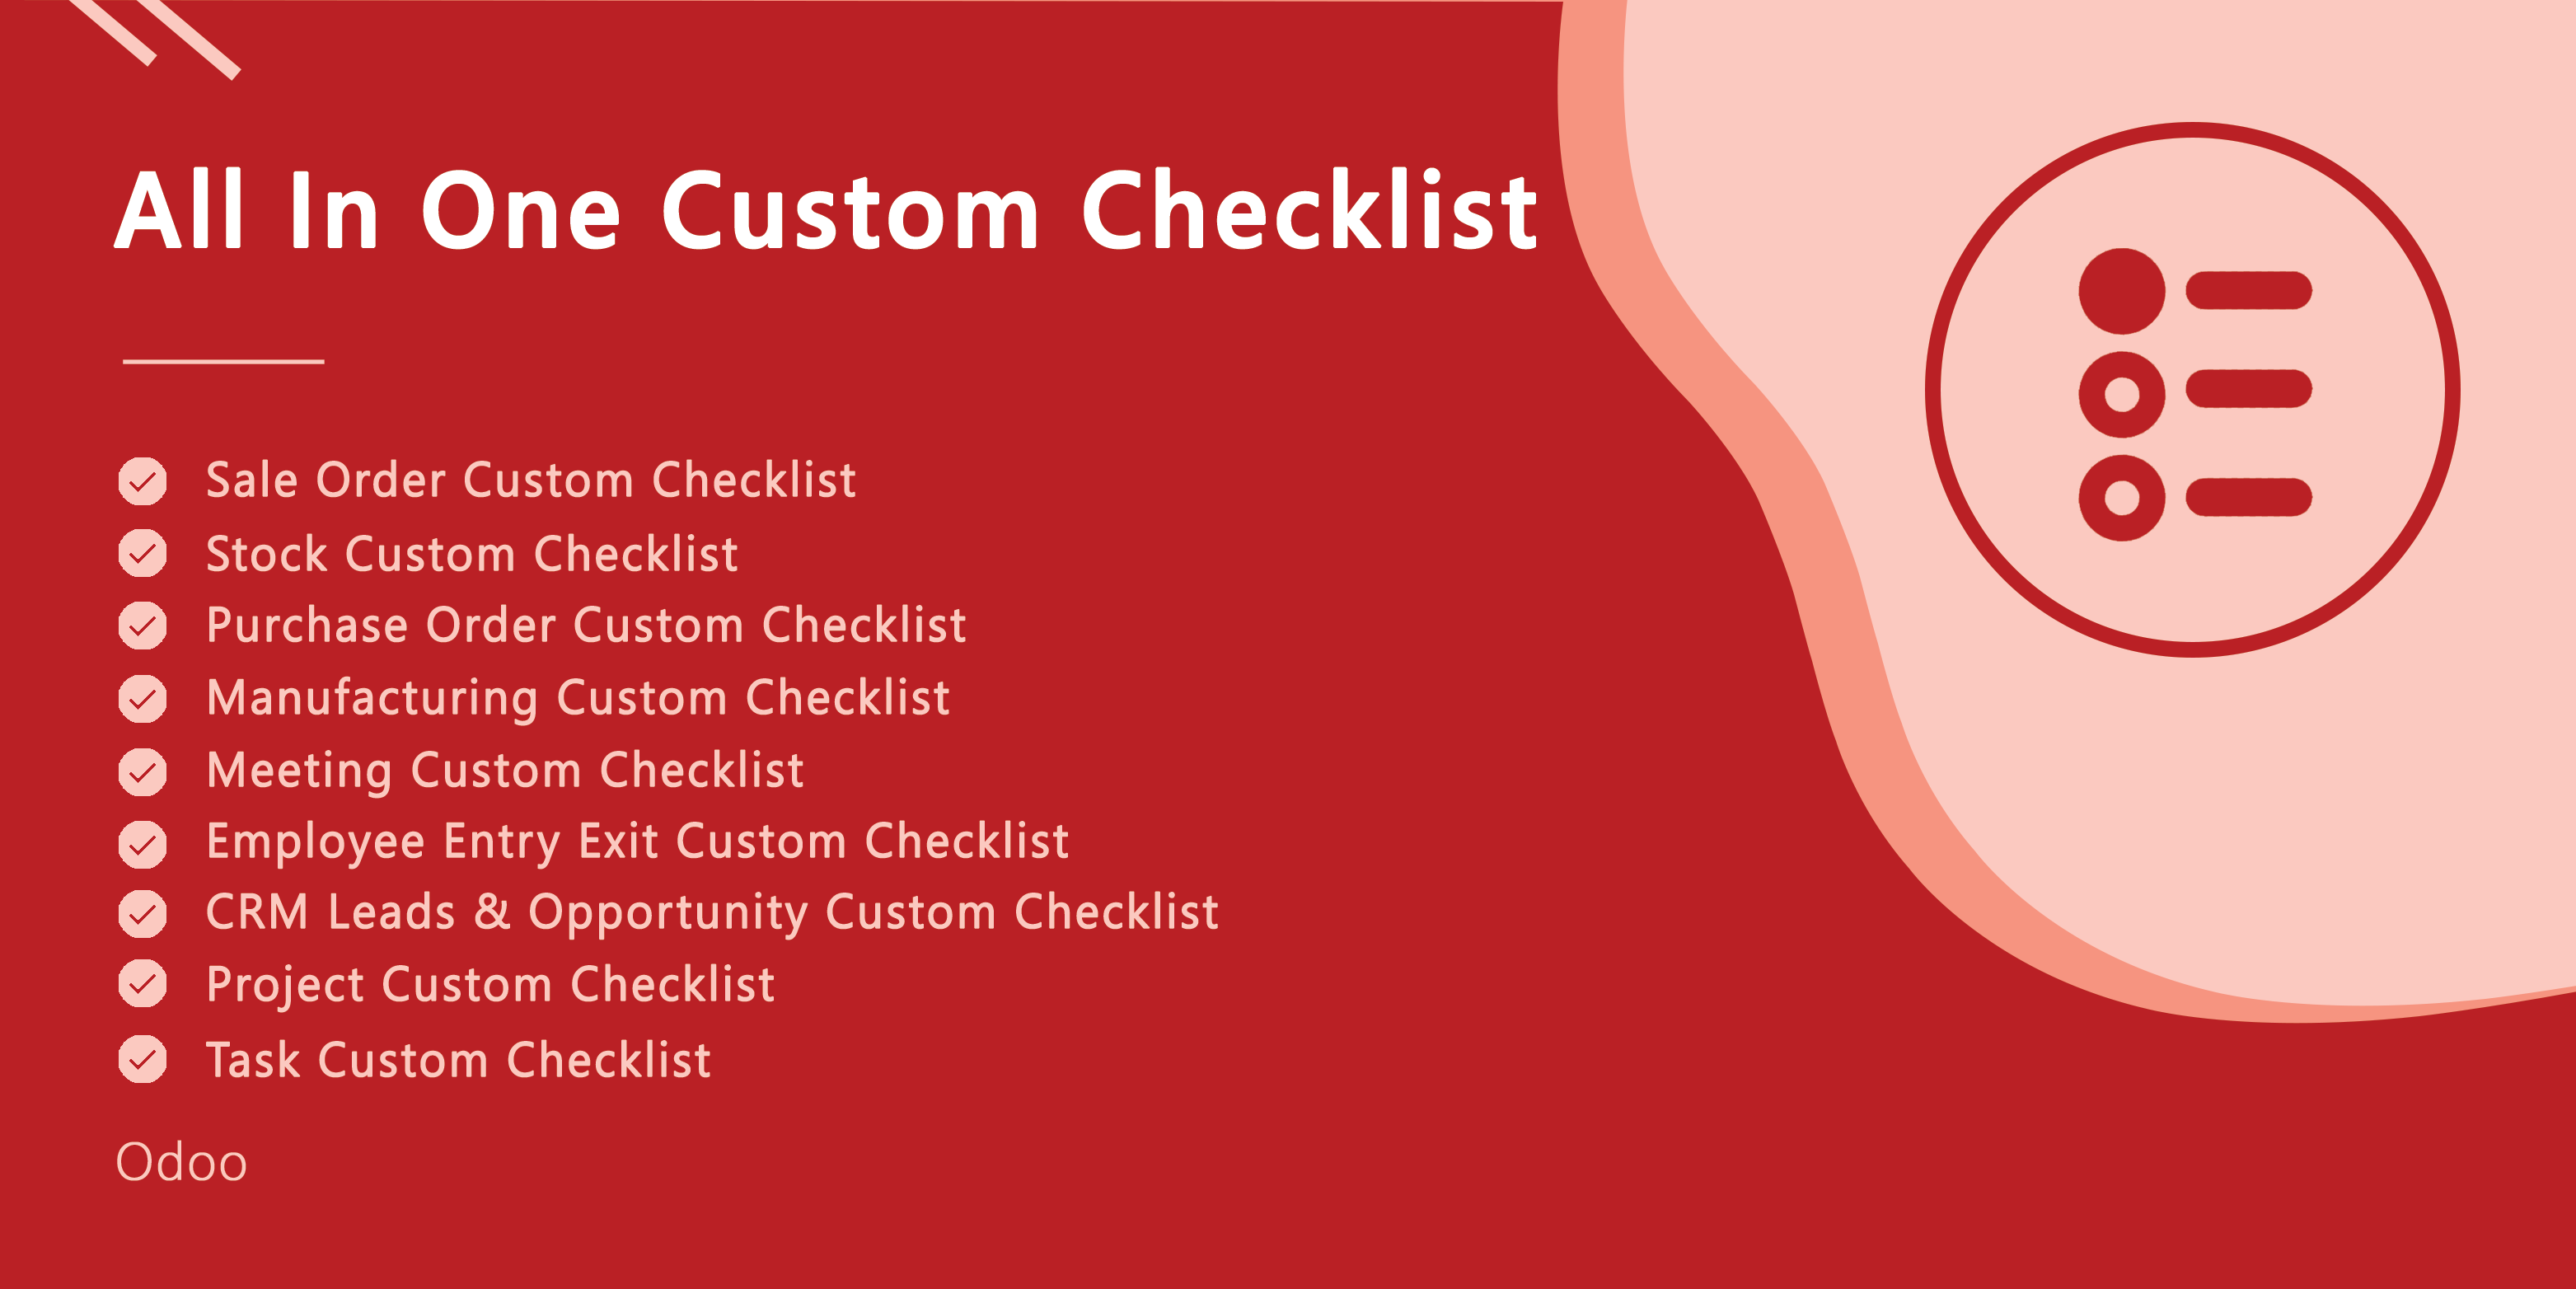 All In One Custom Checklist
Sale Order Custom Checklist
Stock Custom Checklist
Purchase Order Custom Checklist
Manufacturing Custom Checklist
Meeting Custom Checklist
Employee Entry Exit Custom Checklist
CRM Leads & Opportunity Custom Checklist
Project Custom Checklist
Task Custom Checklist
Odoo